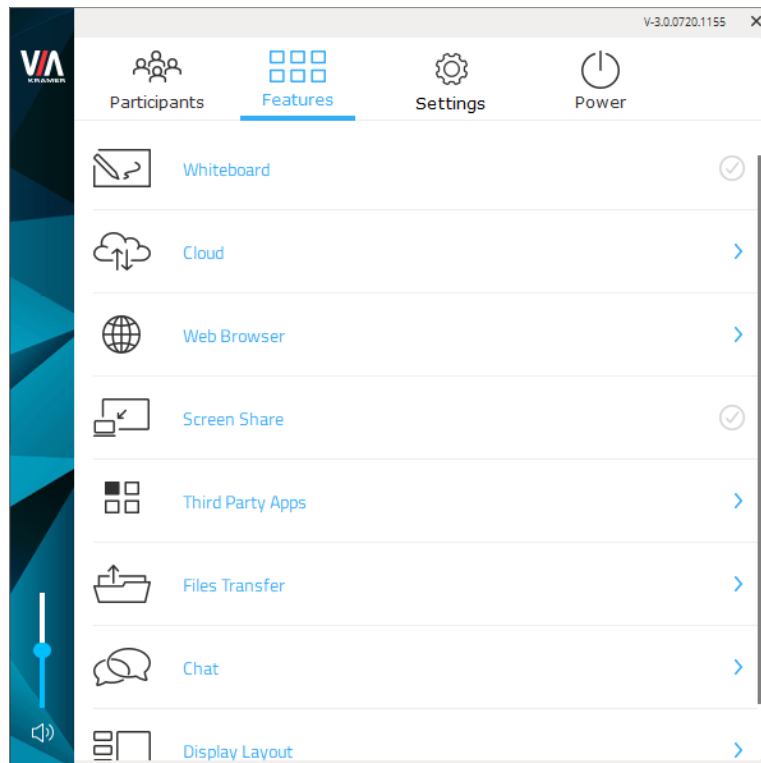 V-3.0.0720.1155
VIA
KRAMER
Participants
Features
Settings
Power
Whiteboard
Cloud
Web Browser
Screen Share
Third Party Apps
Files Transfer
Chat
Display Layout